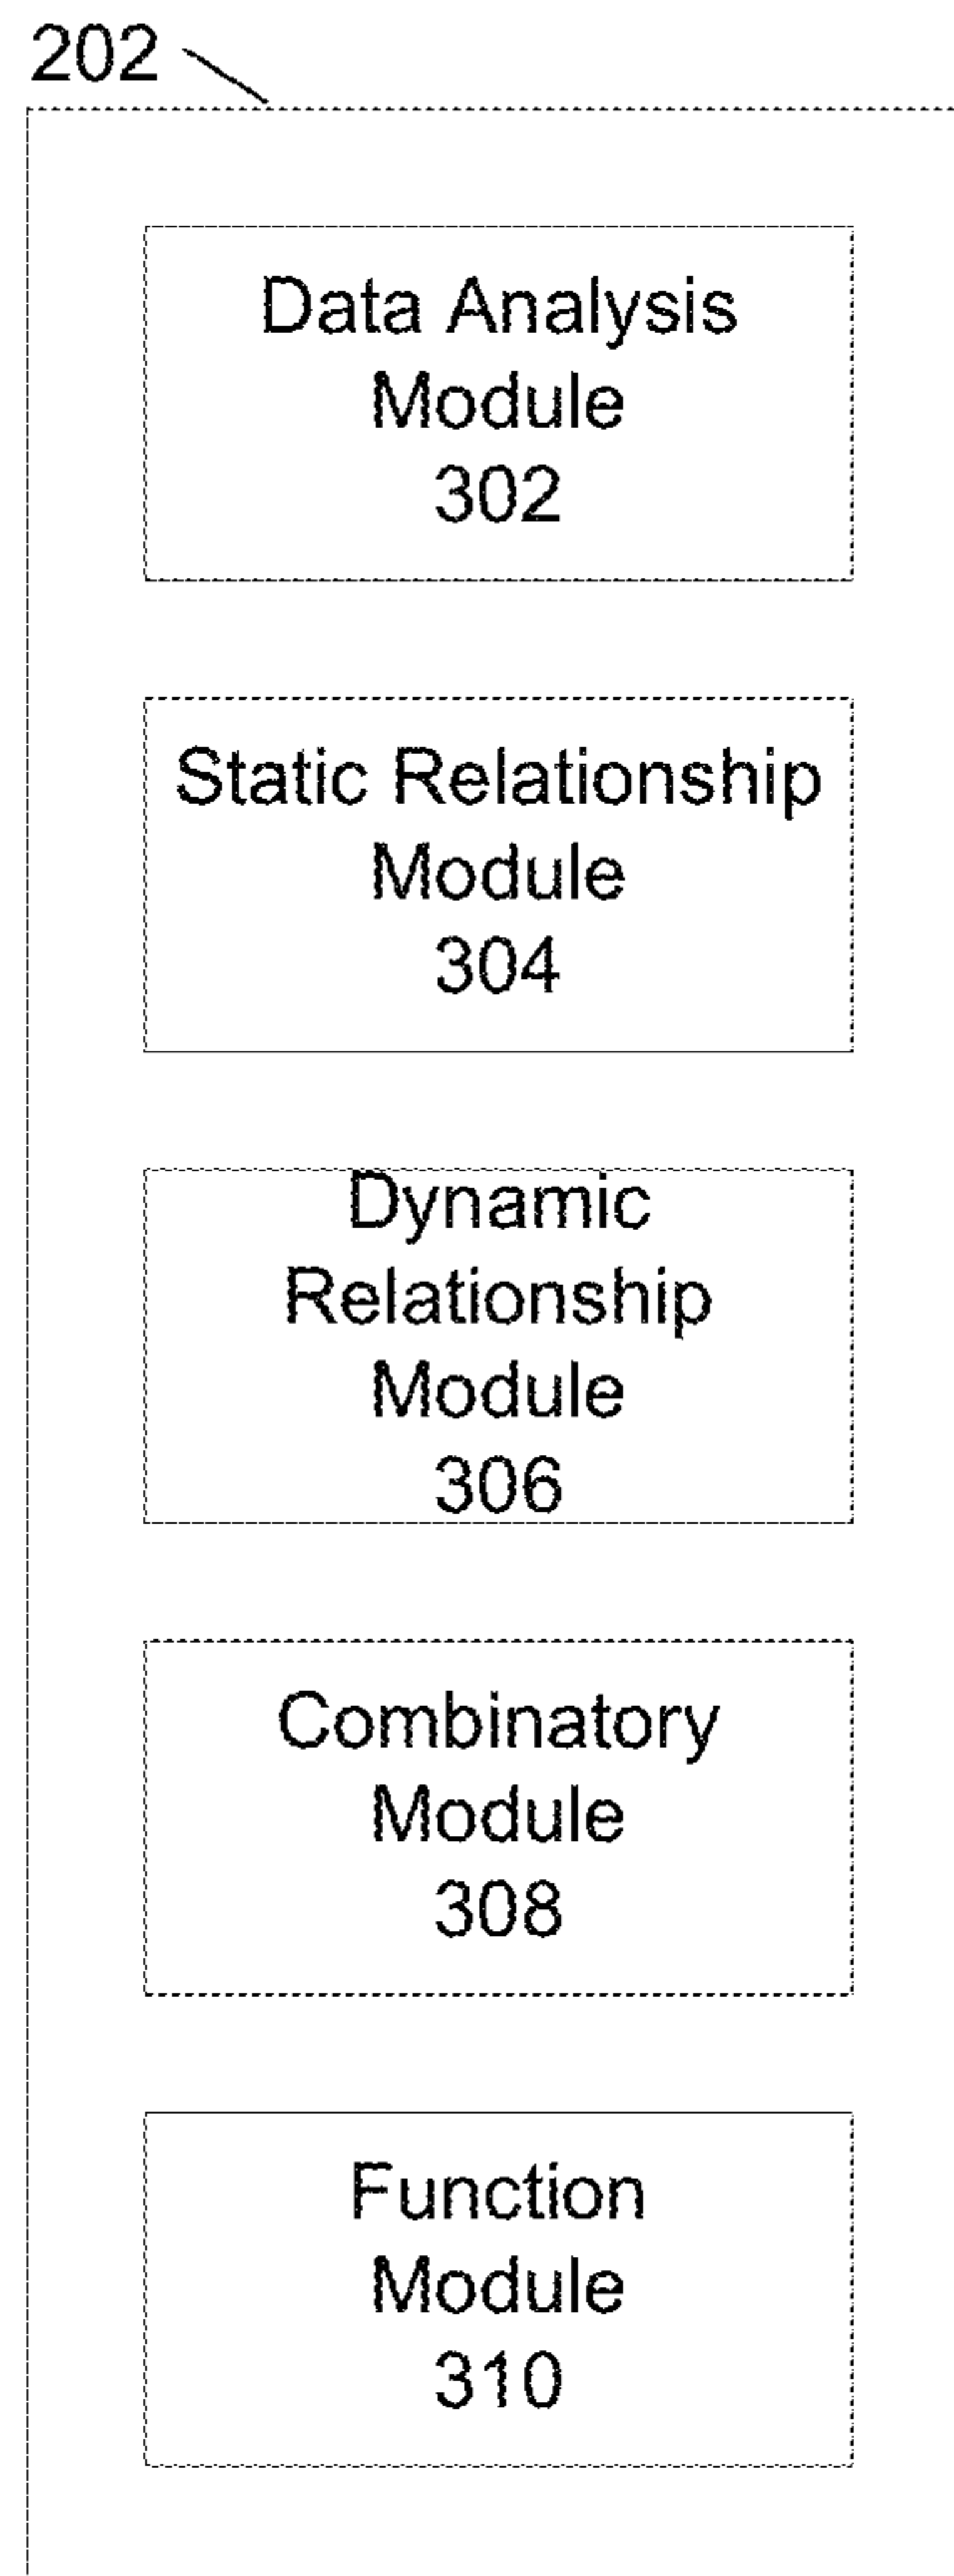 202
Data Analysis
Module
302
Static Relationship
Module
304
Dynamic
Relationship
Module
306
Combinatory
Module
308
Function
Module
310